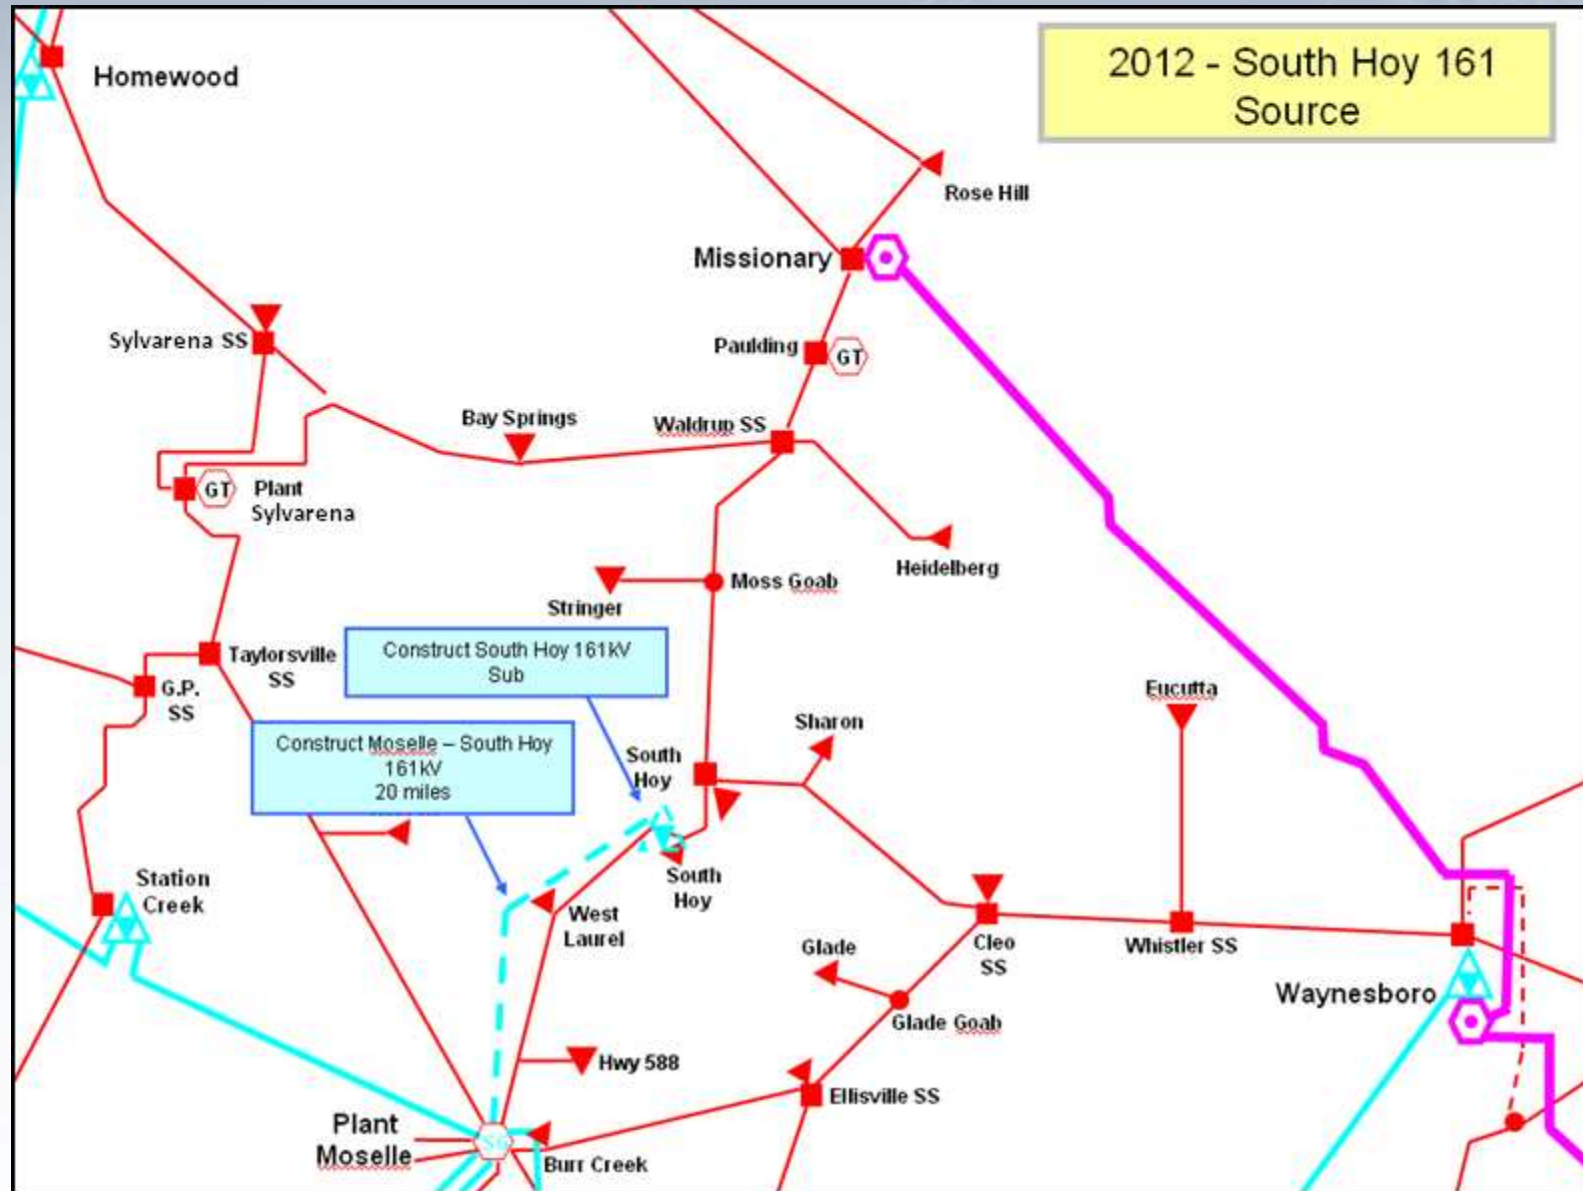 2012 - South Hoy 161
Source
Homewood
Rose Hill
Missionary
Sylvarena SS
Paulding
GT
Bay Springs
Waldrup SS
GT
Plant
Sylvarena
Heidelberg
Moss Goab
Stringer
Construct South Hoy 161kV
Sub
Taylorsville
SS
G.P.
SS
Eucutta
Sharon
Construct Moselle – South Hoy
161kV
20 miles
South
Hoy
Station
Creek
South
Hoy
West
Laurel
Glade
Cleo
SS
Whistler SS
Waynesboro
Glade Goab
Hwy 588
Ellisville SS
Plant
Moselle
SG
Burr Creek